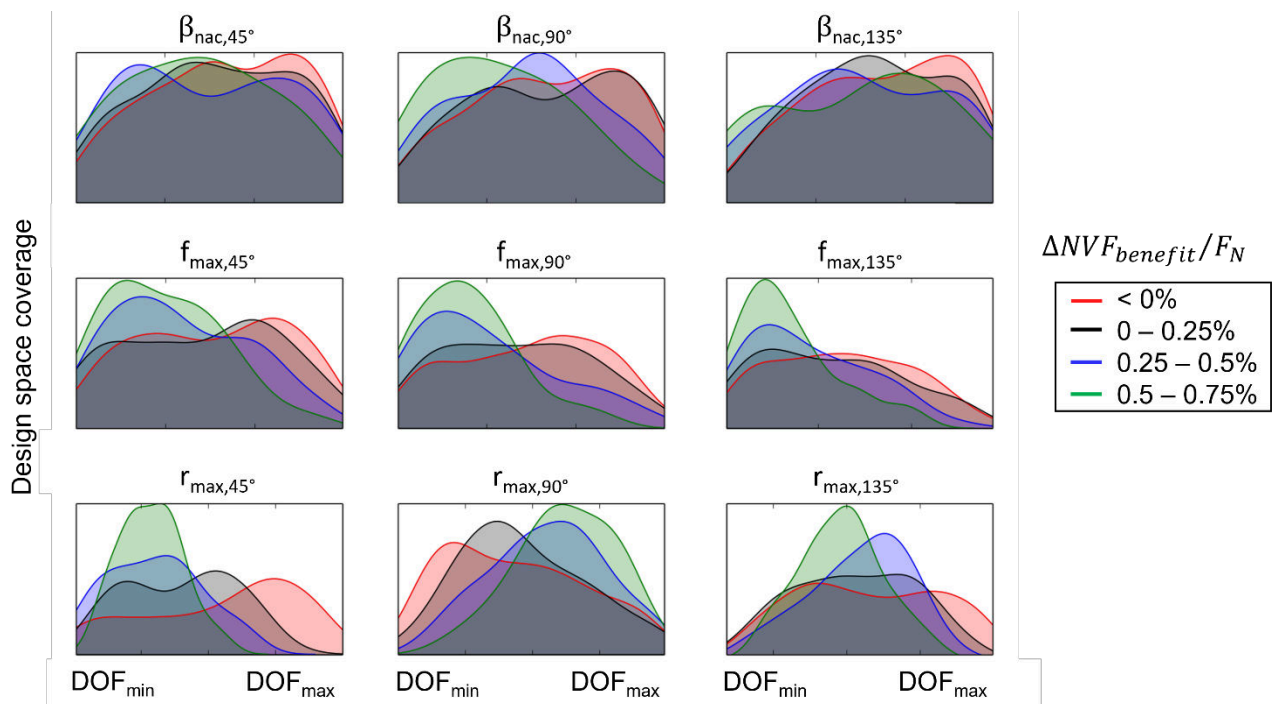 β_nac,45° β_nac,90° β_nac,135°
f_max,45° f_max,90° f_max,135°
r_max,45° r_max,90° r_max,135°
Design space coverage
DOF_min DOF_max DOF_min DOF_max DOF_min DOF_max
ΔNVF_benefit/F_N
< 0%
0 – 0.25%
0.25 – 0.5%
0.5 – 0.75%